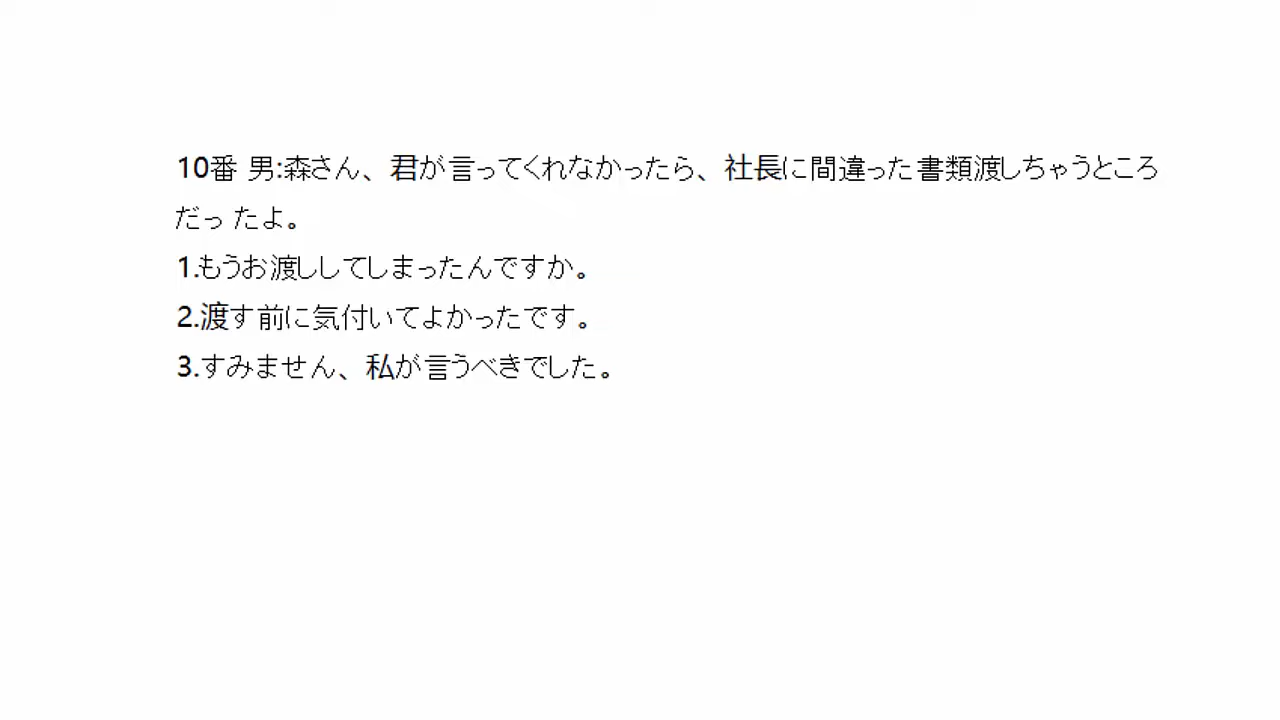 10番 男:森さん、君が言ってくれなかったら、社長に間違った書類渡しちゃうところ
だっ たよ。
1.もうお渡ししてしまったんですか。
2.渡す前に気付いてよかったです。
3.すみません、私が言うべきでした。